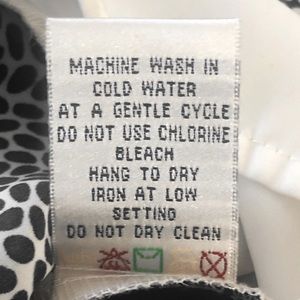 MACHINE WASH IN
COLD WATER
AT A GENTLE CYCLE
DO NOT USE CHLORINE
BLEACH
HANG TO DRY
IRON AT LOW
SETTING
DO NOT DRY CLEAN